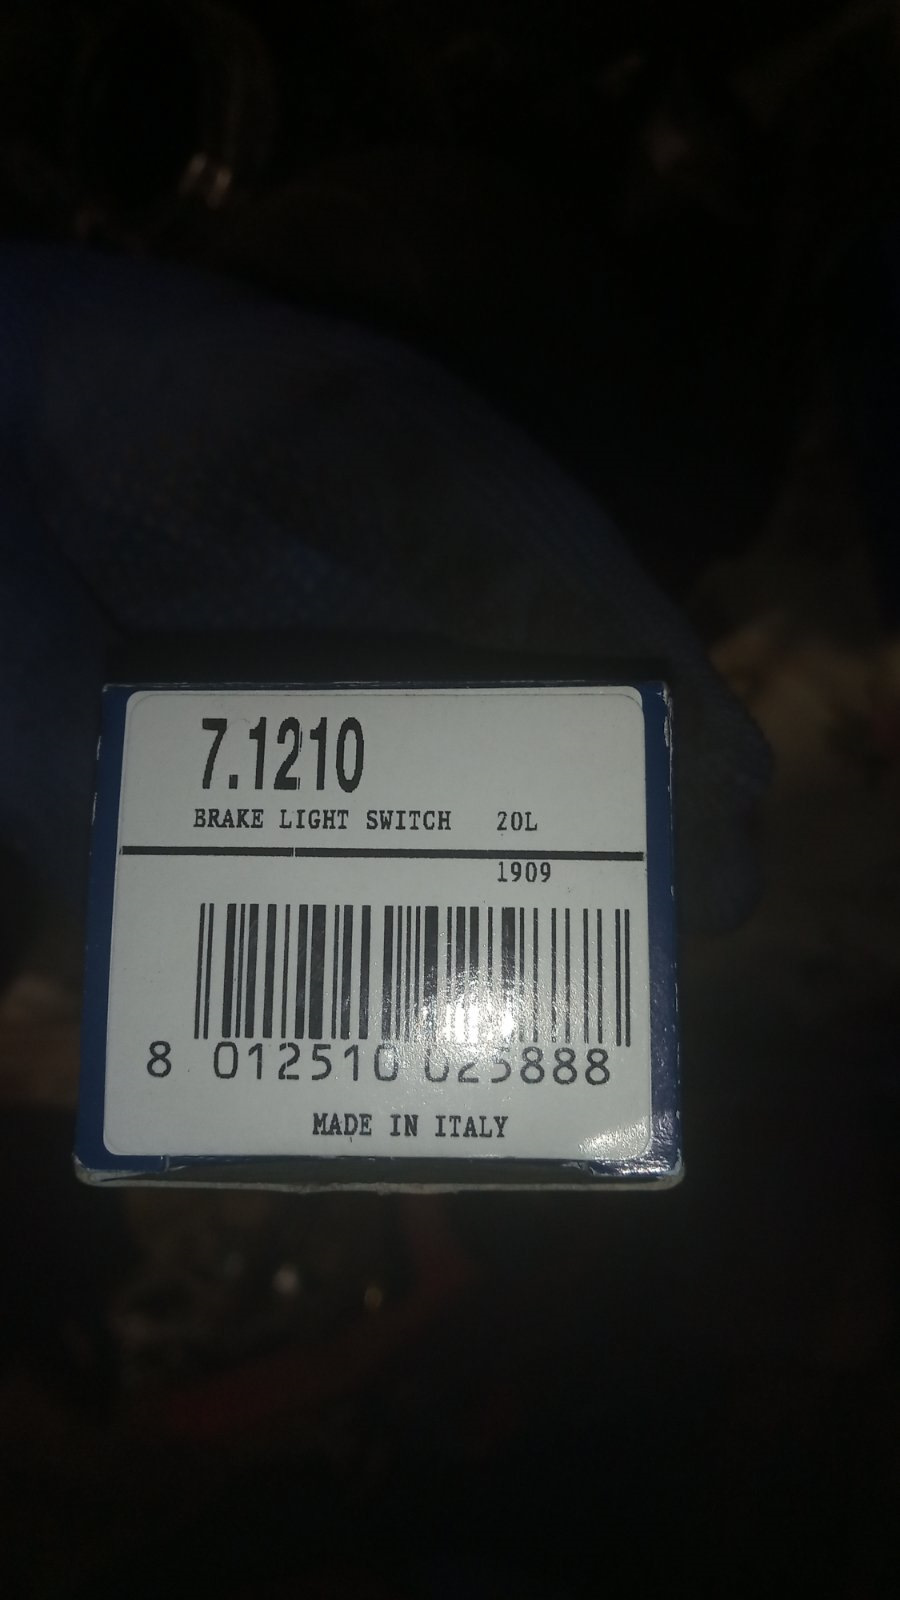 7.1210
BRAKE LIGHT SWITCH 20L
1909
8 012510 025888
MADE IN ITALY